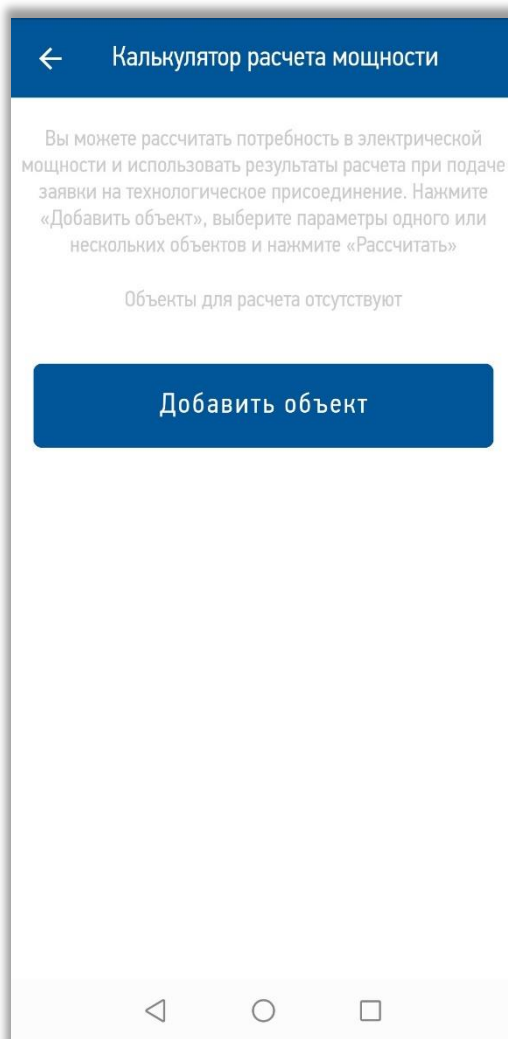 Калькулятор расчета мощности
Вы можете рассчитать потребность в электрической
мощности и использовать результаты расчета при подаче
заявки на технологическое присоединение. Нажмите
«Добавить объект», выберите параметры одного или
нескольких объектов и нажмите «Рассчитать»
Объекты для расчета отсутствуют
Добавить объект